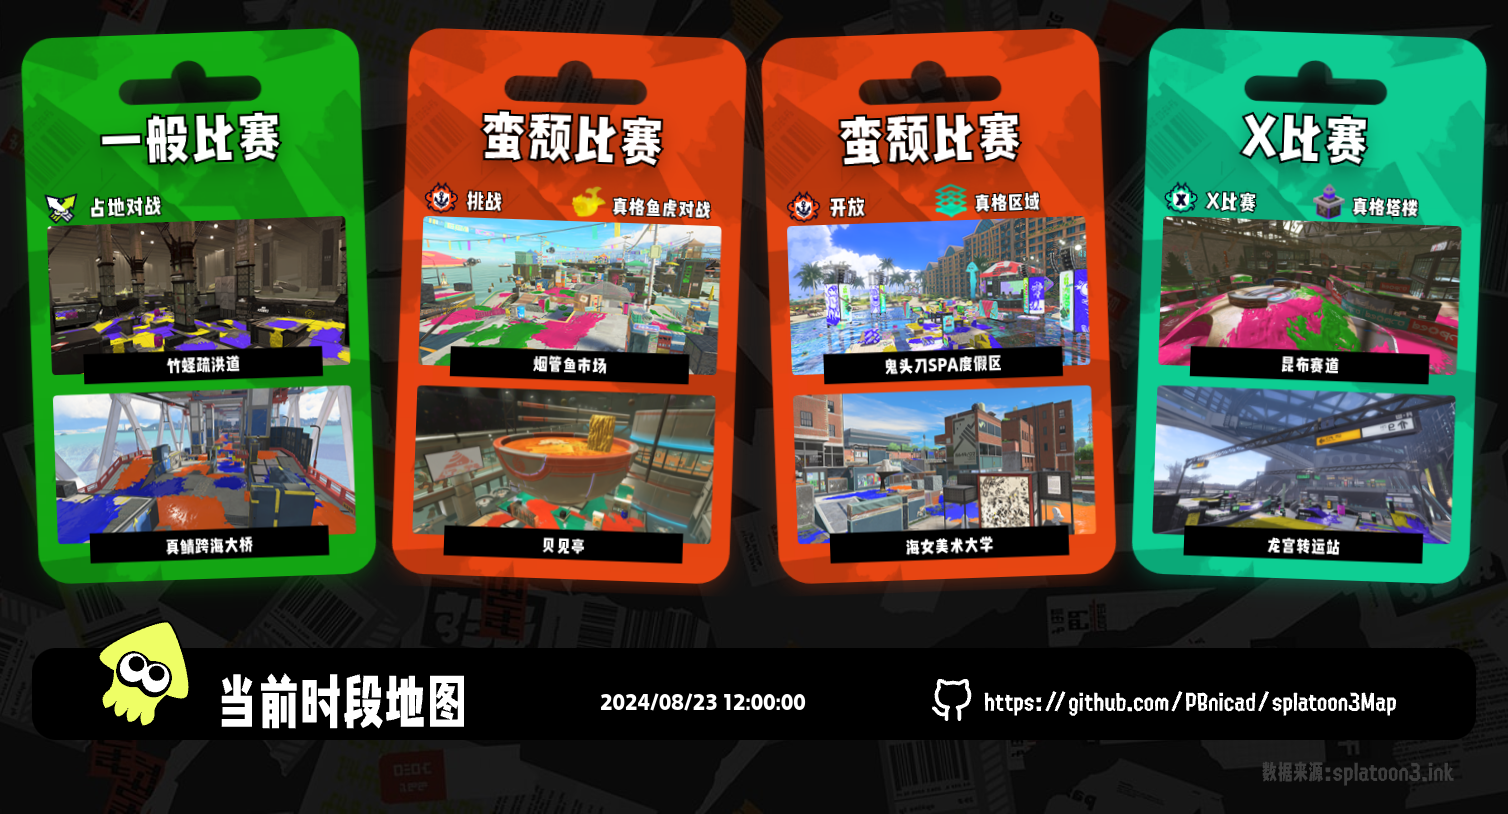 一般比赛
占地对战
竹蛏疏洪道
真鲭跨海大桥
蛮颓比赛
挑战
真格鱼虎对战
烟管鱼市场
贝见亭
蛮颓比赛
开放
真格区域
鬼头刀SPA度假区
海女美术大学
X比赛
X比赛
真格塔楼
昆布赛道
龙宫转运站
当前时段地图
2024/08/23 12:00:00
https://github.com/PBnicad/splatoon3Map
数据来源:splatoon3.ink